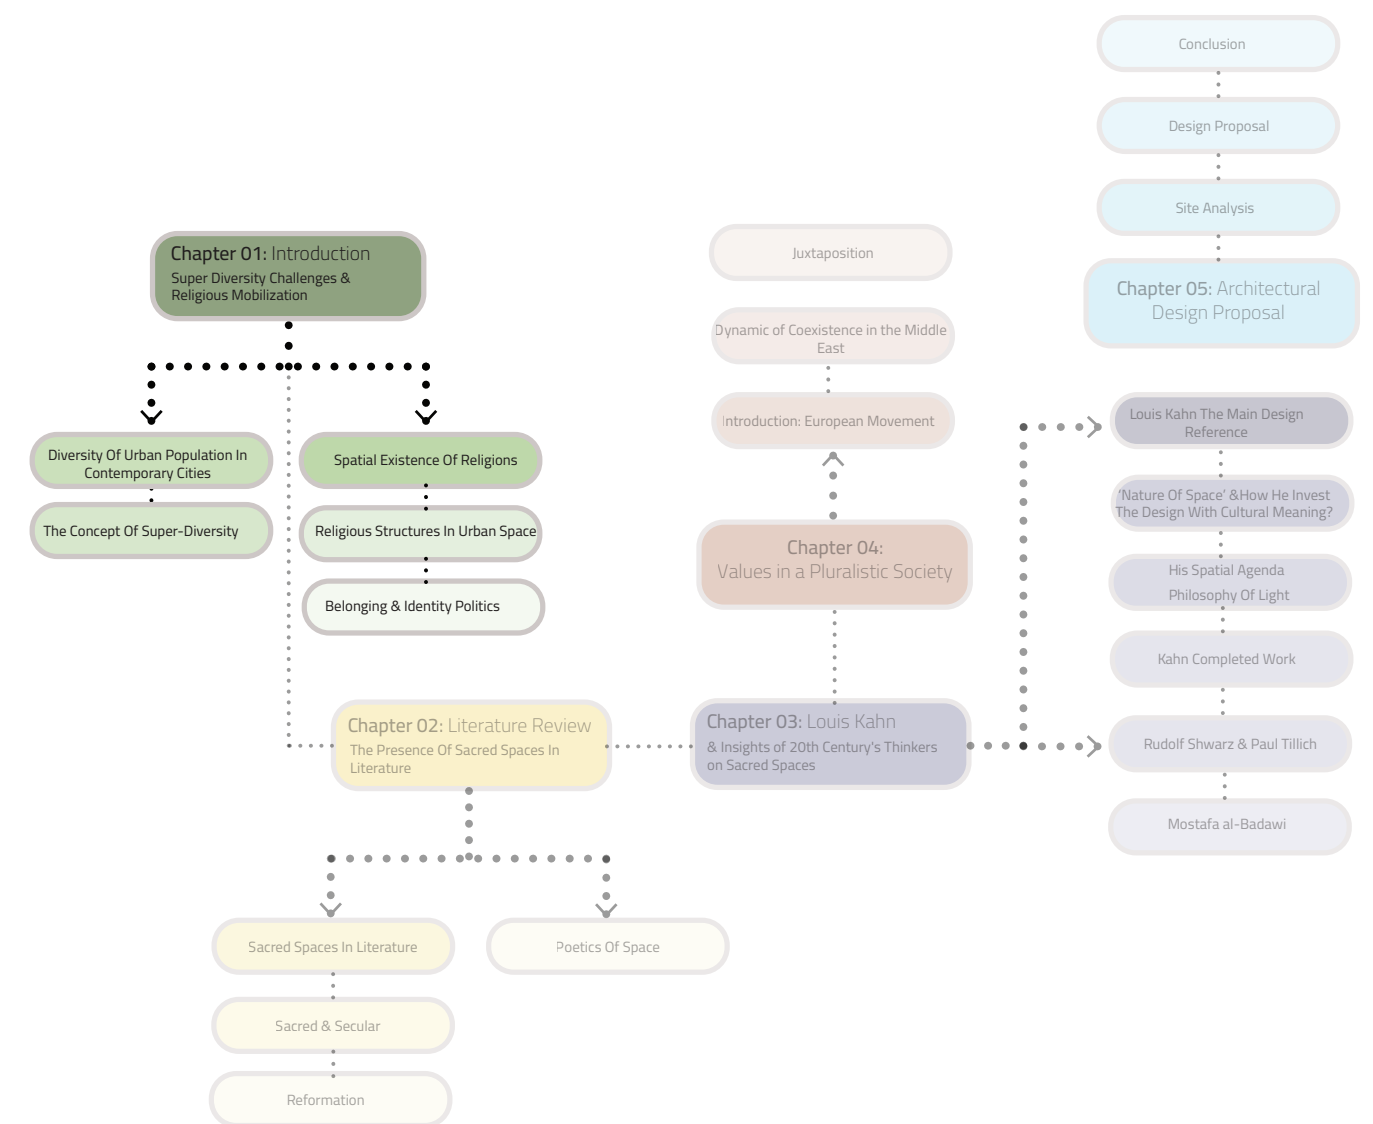 Conclusion
Design Proposal
Site Analysis
Chapter 05: Architectural
Design Proposal
Chapter 01: Introduction
Super Diversity Challenges &
Religious Mobilization
Diversity Of Urban Population In
Contemporary Cities
The Concept Of Super-Diversity
Spatial Existence Of Religions
Religious Structures In Urban Space
Belonging & Identity Politics
Juxtaposition
Dynamic of Coexistence in the Middle
East
Introduction: European Movement
Chapter 04:
Values in a Pluralistic Society
Louis Kahn The Main Design
Reference
'Nature Of Space' &How He Invest
The Design With Cultural Meaning?
His Spatial Agenda
Philosophy Of Light
Kahn Completed Work
Rudolf Shwarz & Paul Tillich
Mostafa al-Badawi
Chapter 02: Literature Review
The Presence Of Sacred Spaces In
Literature
Chapter 03: Louis Kahn
& Insights of 20th Century's Thinkers
on Sacred Spaces
Sacred Spaces In Literature
Sacred & Secular
Reformation
Poetics Of Space